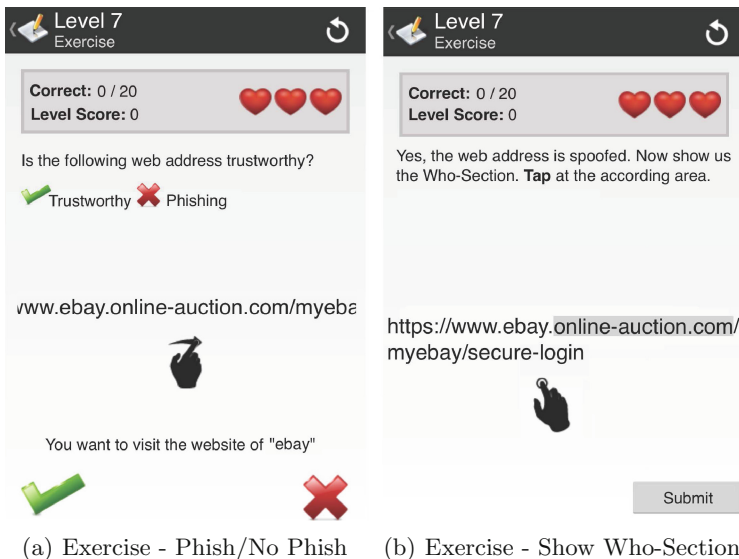 Level 7
Exercise
Correct: 0 / 20
Level Score: 0
Is the following web address trustworthy?
Trustworthy Phishing
www.ebay.online-auction.com/myeba
You want to visit the website of "ebay"
(a) Exercise - Phish/No Phish
Level 7
Exercise
Correct: 0 / 20
Level Score: 0
Yes, the web address is spoofed. Now show us
the Who-Section. Tap at the according area.
https://www.ebay.online-auction.com/
myebay/secure-login
Submit
(b) Exercise - Show Who-Section